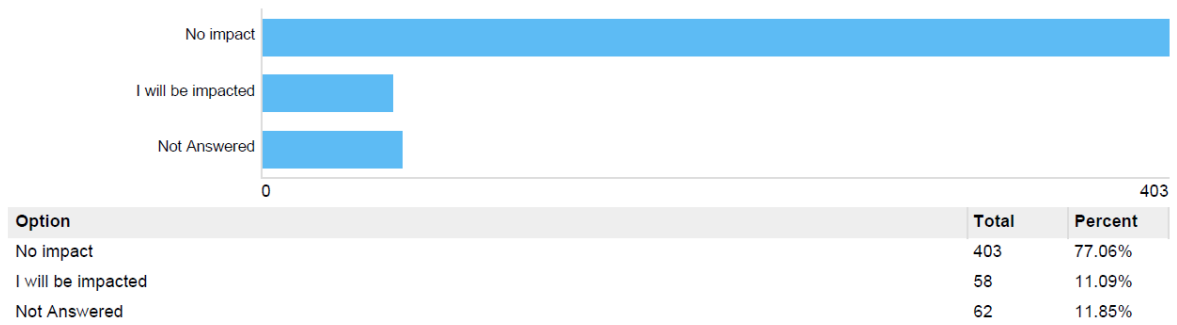 No impact
I will be impacted
Not Answered
0 403
Option Total Percent
No impact 403 77.06%
I will be impacted 58 11.09%
Not Answered 62 11.85%